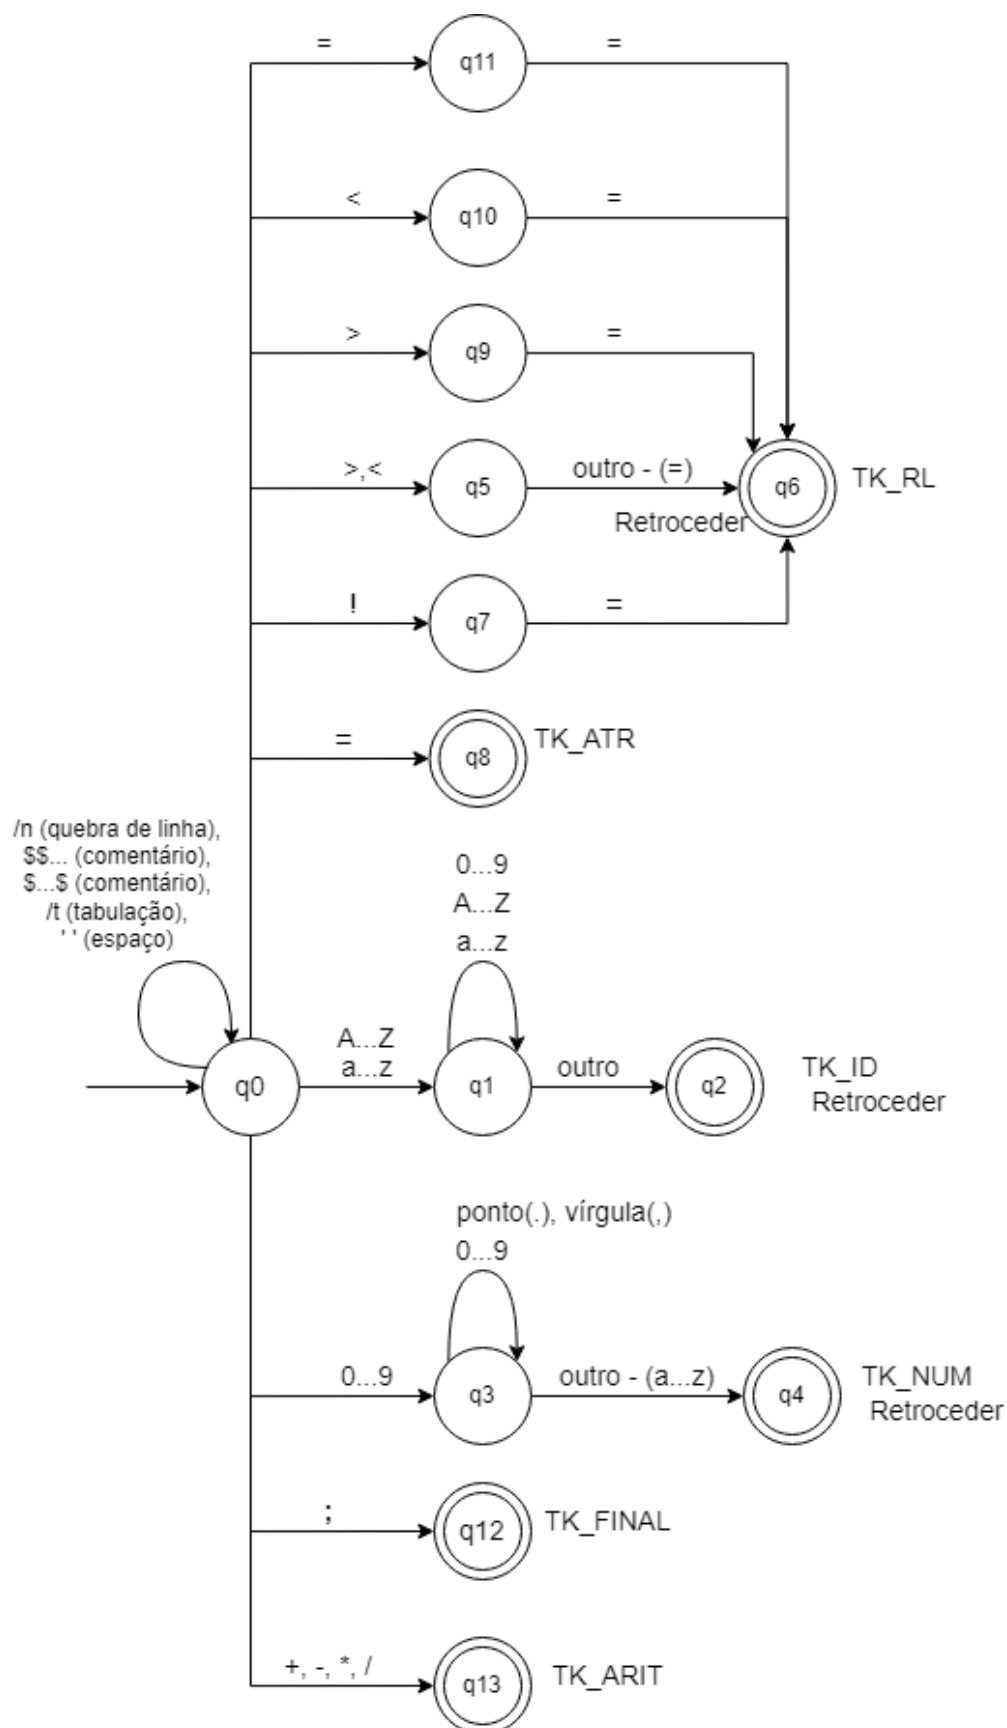 =
q11
=
<
q10
=
>
q9
=
>,<
q5
outro - (=)
Retroceder
q6
TK_RL
!
q7
=
=
q8
TK_ATR
/n (quebra de linha),
$$... (comentário),
$...$ (comentário),
/t (tabulação),
' ' (espaço)
0...9
A...Z
a...z
q0
A...Z
a...z
q1
outro
q2
TK_ID
Retroceder
ponto(.), vírgula(,)
0...9
0...9
q3
outro - (a...z)
q4
TK_NUM
Retroceder
;
q12
TK_FINAL
+, -, *, /
q13
TK_ARIT